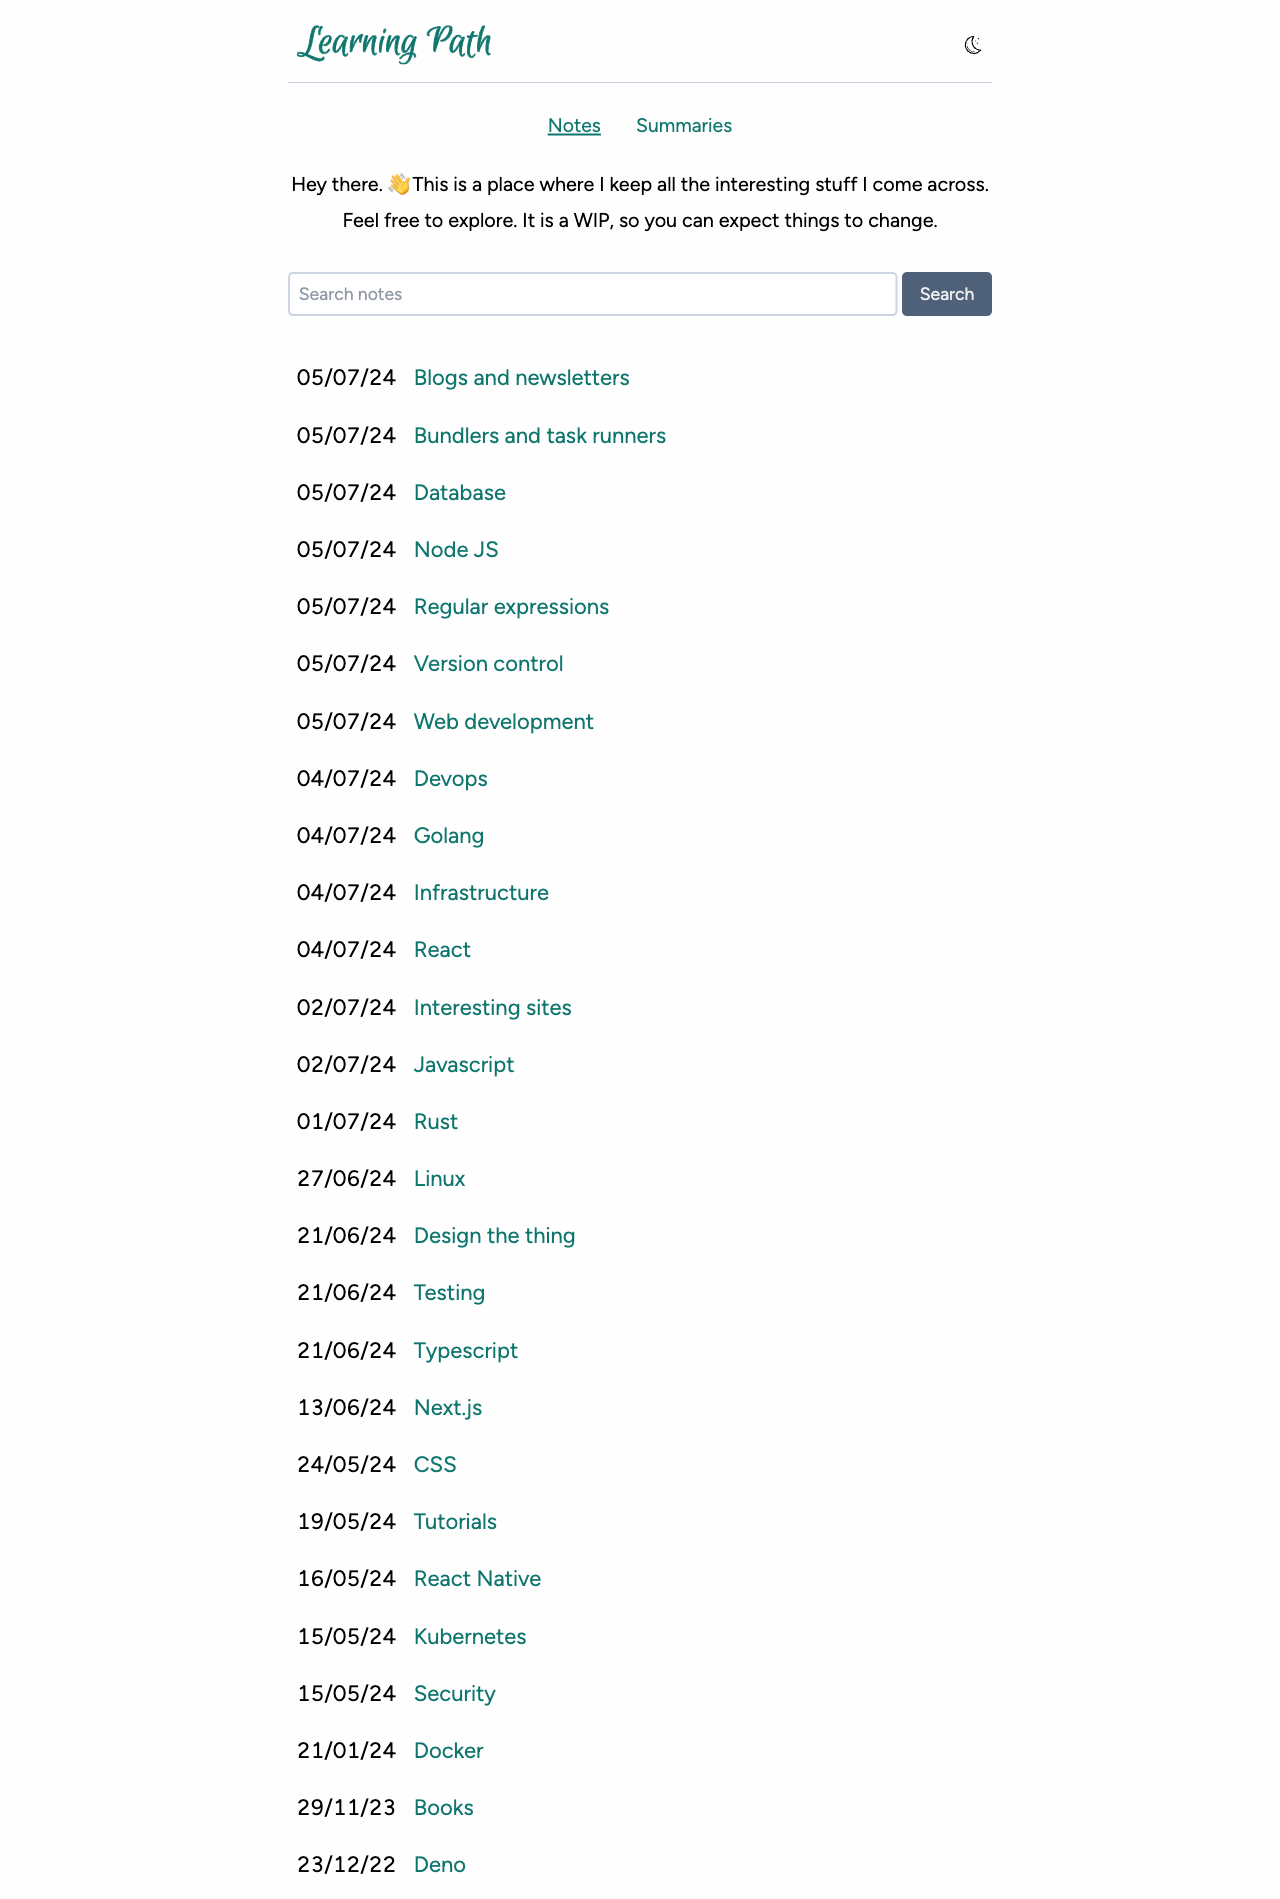 Learning Path
Notes Summaries
Hey there. 👋This is a place where I keep all the interesting stuff I come across.
Feel free to explore. It is a WIP, so you can expect things to change.
Search notes Search
05/07/24 Blogs and newsletters
05/07/24 Bundlers and task runners
05/07/24 Database
05/07/24 Node JS
05/07/24 Regular expressions
05/07/24 Version control
05/07/24 Web development
04/07/24 Devops
04/07/24 Golang
04/07/24 Infrastructure
04/07/24 React
02/07/24 Interesting sites
02/07/24 Javascript
01/07/24 Rust
27/06/24 Linux
21/06/24 Design the thing
21/06/24 Testing
21/06/24 Typescript
13/06/24 Next.js
24/05/24 CSS
19/05/24 Tutorials
16/05/24 React Native
15/05/24 Kubernetes
15/05/24 Security
21/01/24 Docker
29/11/23 Books
23/12/22 Deno